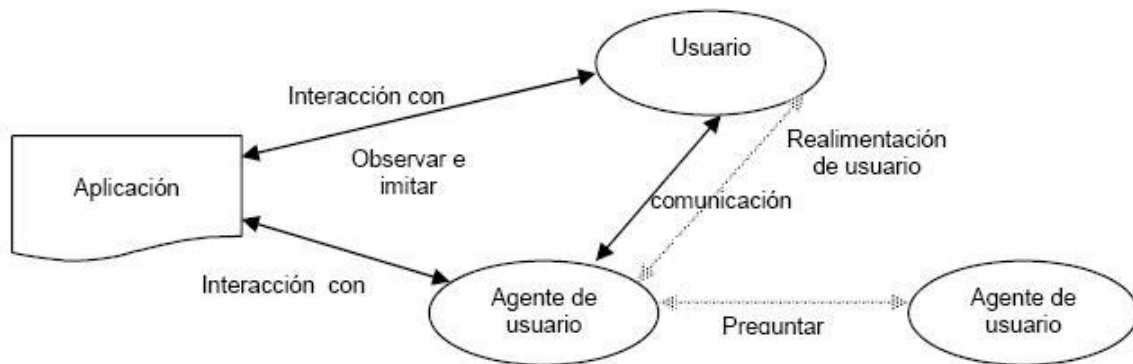 Usuario
Interacción con
Realimentación
de usuario
Observar e
imitar
Aplicación
comunicación
Interacción con
Agente de
usuario
Preguntar
Agente de
usuario